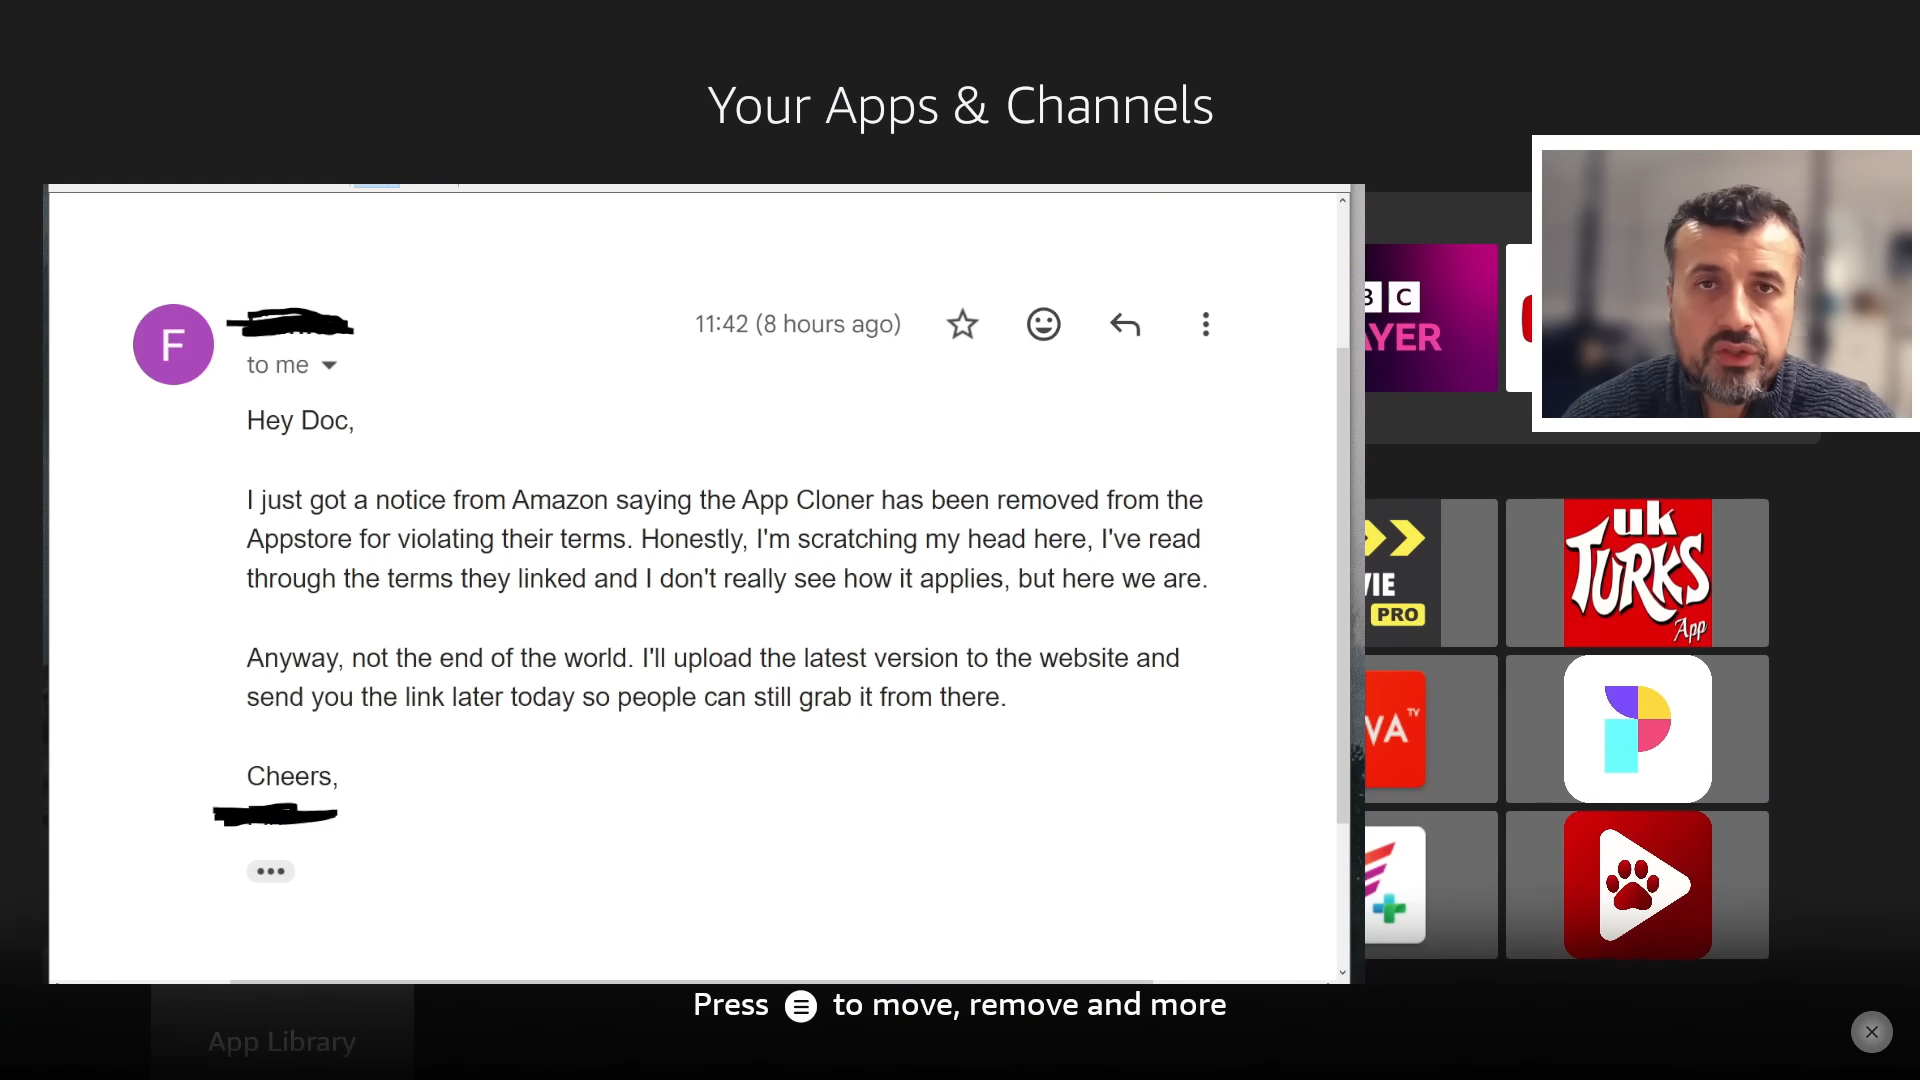 Your Apps & Channels
F
11:42 (8 hours ago)
to me
Hey Doc,
I just got a notice from Amazon saying the App Cloner has been removed from the
Appstore for violating their terms. Honestly, I'm scratching my head here, I've read
through the terms they linked and I don't really see how it applies, but here we are.
Anyway, not the end of the world. I'll upload the latest version to the website and
send you the link later today so people can still grab it from there.
Cheers,
B C
AYER
PRO
uk
TURKS
App
VA TV
Press to move, remove and more
App Library